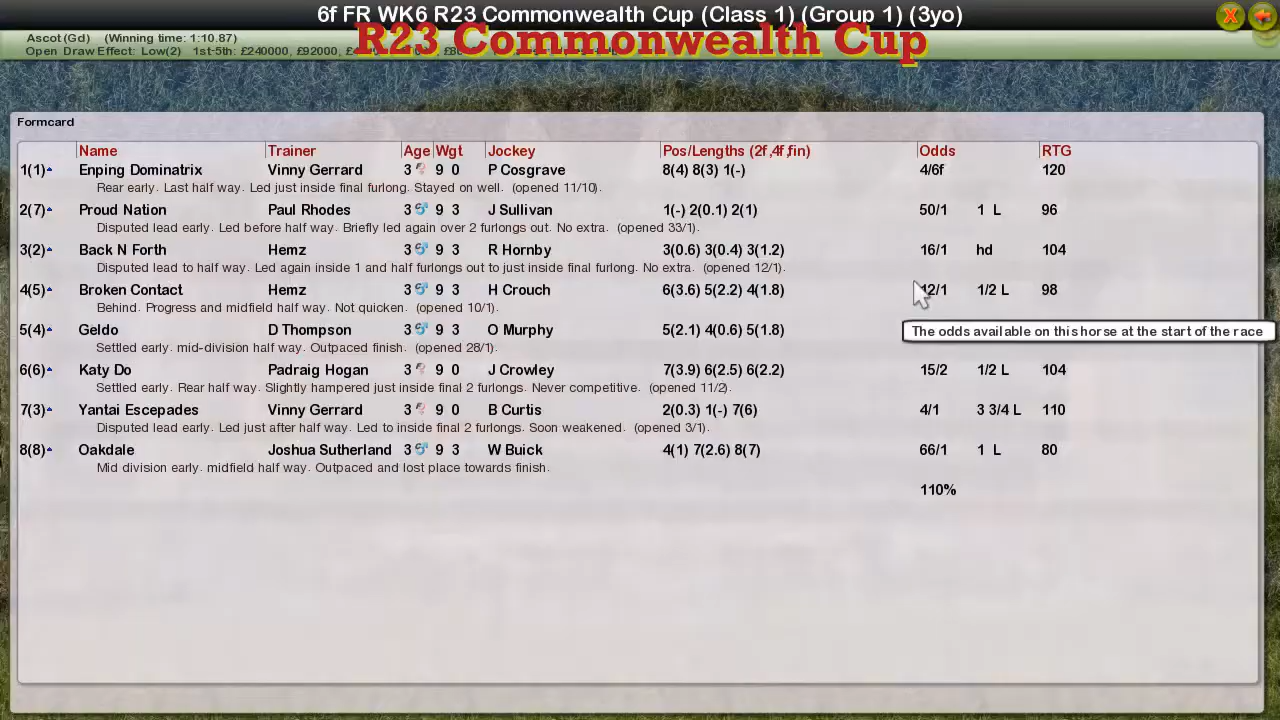 6f FR WK6 R23 Commonwealth Cup (Class 1) (Group 1) (3yo)
R23 Commonwealth Cup
Ascot(Gd) (Winning time: 1:10.87)
Open Draw Effect: Low(2) 1st-5th: £240000, £92000,
Formcard
Name Trainer Age Wgt Jockey Pos/Lengths (2f,4f,fin) Odds RTG
1(1) Enping Dominatrix Vinny Gerrard 3 9 0 P Cosgrave 8(4) 8(3) 1(-) 4/6f 120
Rear early. Last half way. Led just inside final furlong. Stayed on well. (opened 11/10).
2(7) Proud Nation Paul Rhodes 3 9 3 J Sullivan 1(-) 2(0.1) 2(1) 50/1 1 L 96
Disputed lead early. Led before half way. Briefly led again over 2 furlongs out. No extra. (opened 33/1).
3(2) Back N Forth Hemz 3 9 3 R Hornby 3(0.6) 3(0.4) 3(1.2) 16/1 hd 104
Disputed lead to half way. Led again inside 1 and half furlongs out to just inside final furlong. No extra. (opened 12/1).
4(5) Broken Contact Hemz 3 9 3 H Crouch 6(3.6) 5(2.2) 4(1.8) 12/1 1/2 L 98
Behind. Progress and midfield half way. Not quicken. (opened 10/1).
5(4) Geldo D Thompson 3 9 3 O Murphy 5(2.1) 4(0.6) 5(1.8)
The odds available on this horse at the start of the race
Settled early. mid-division half way. Outpaced finish. (opened 28/1).
6(6) Katy Do Padraig Hogan 3 9 0 J Crowley 7(3.9) 6(2.5) 6(2.2) 15/2 1/2 L 104
Settled early. Rear half way. Slightly hampered just inside final 2 furlongs. Never competitive. (opened 11/2).
7(3) Yantai Escepades Vinny Gerrard 3 9 0 B Curtis 2(0.3) 1(-) 7(6) 4/1 3 3/4 L 110
Disputed lead early. Led just after half way. Led to inside final 2 furlongs. Soon weakened. (opened 3/1).
8(8) Oakdale Joshua Sutherland 3 9 3 W Buick 4(1) 7(2.6) 8(7) 66/1 1 L 80
Mid division early. midfield half way. Outpaced and lost place towards finish.
110%